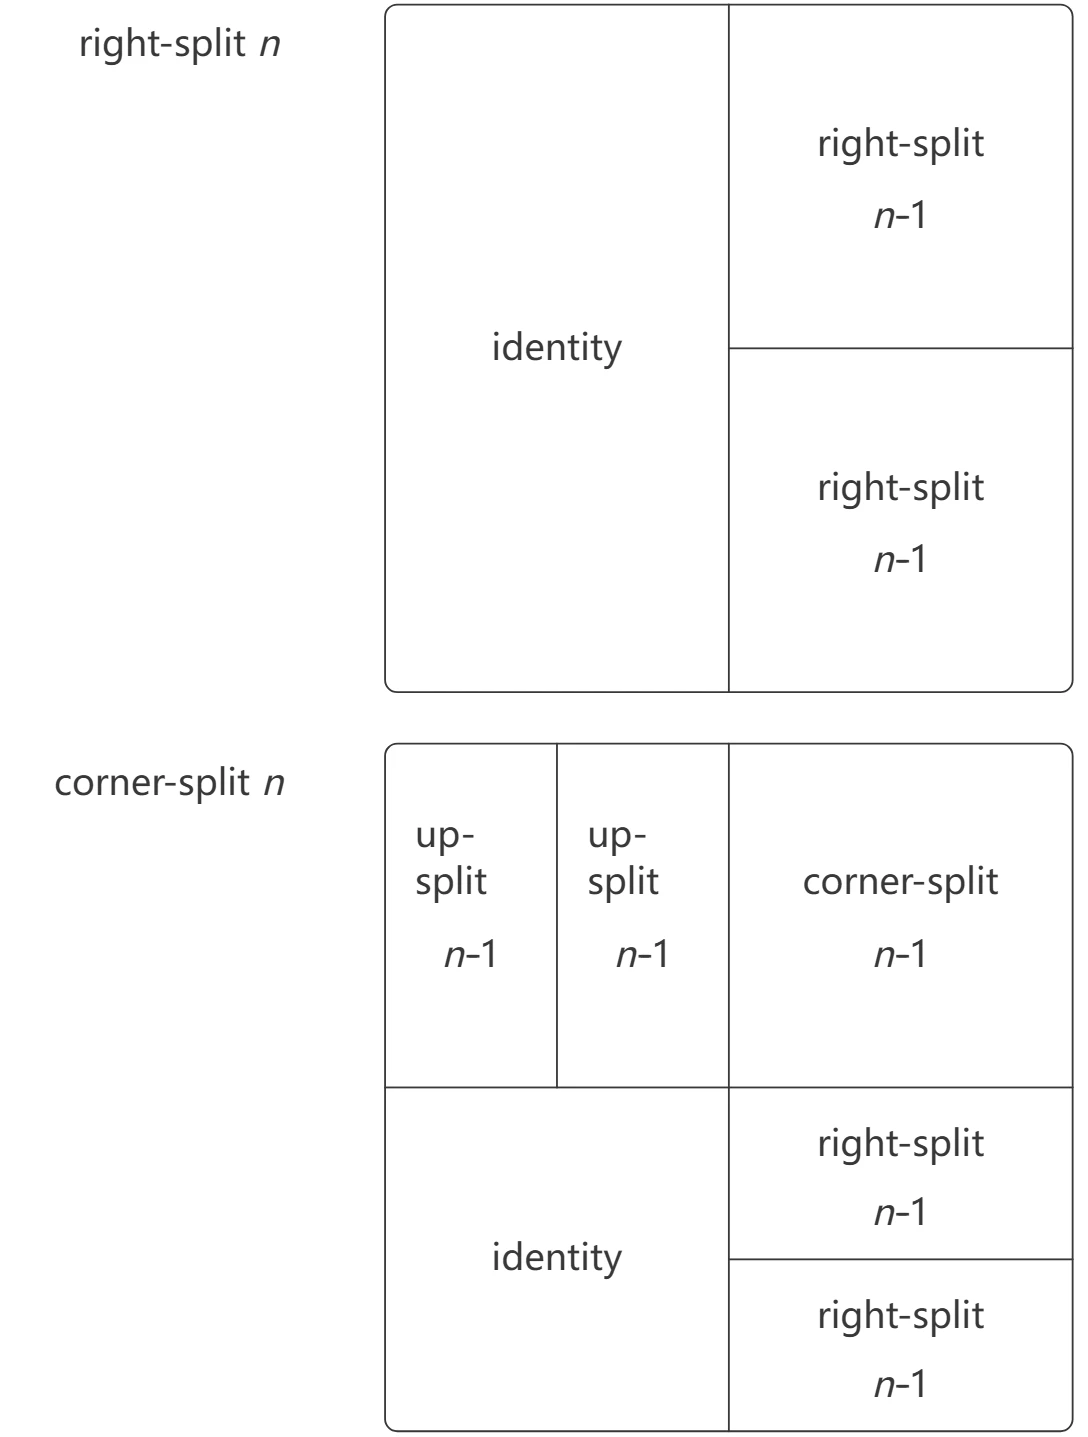 right-split n
right-split
n-1
identity
right-split
n-1
corner-split n
up-
split
n-1
up-
split
n-1
corner-split
n-1
identity
right-split
n-1
right-split
n-1